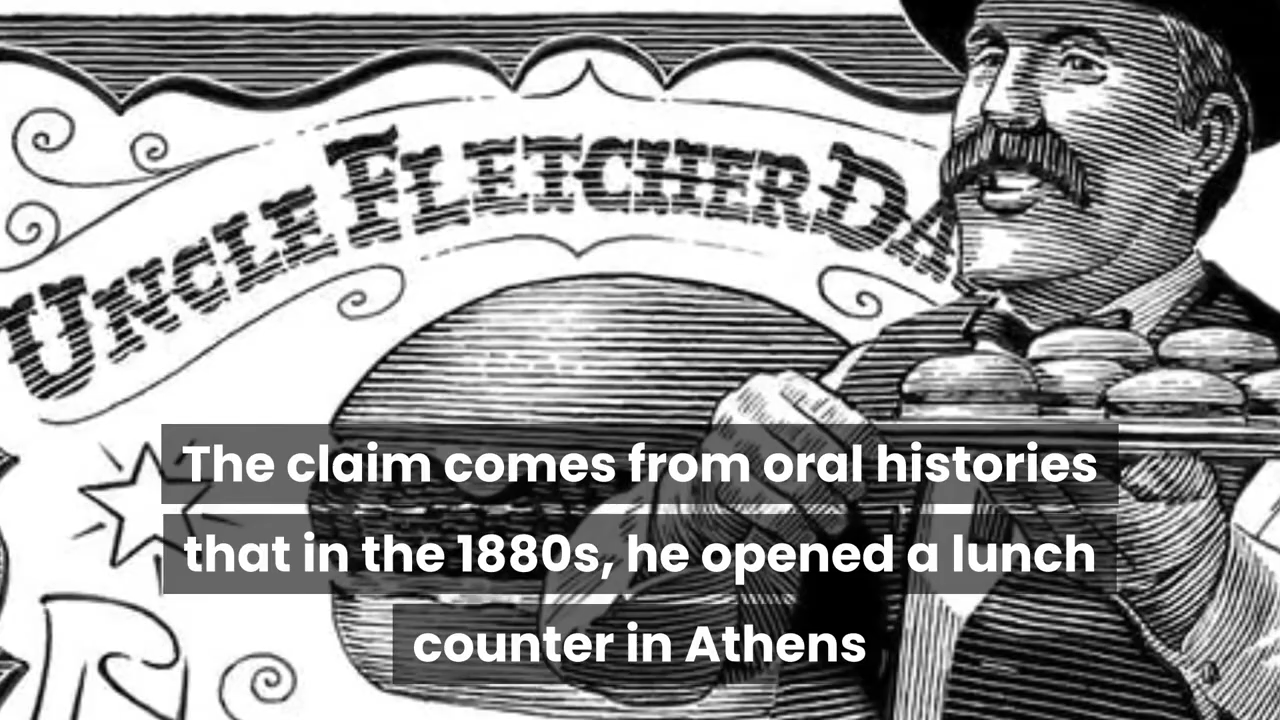 UNCLE FLETCHER DA
The claim comes from oral histories
that in the 1880s, he opened a lunch
counter in Athens